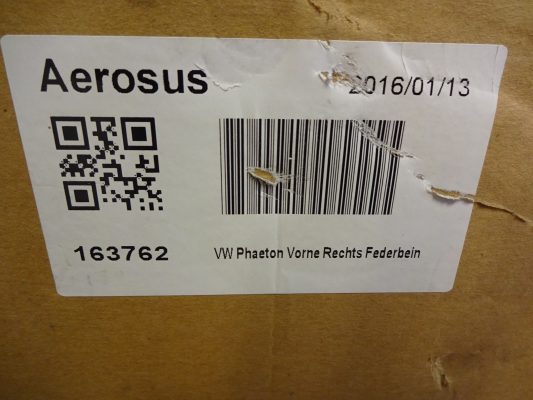 Aerosus
2016/01/13
163762
VW Phaeton Vorne Rechts Federbein